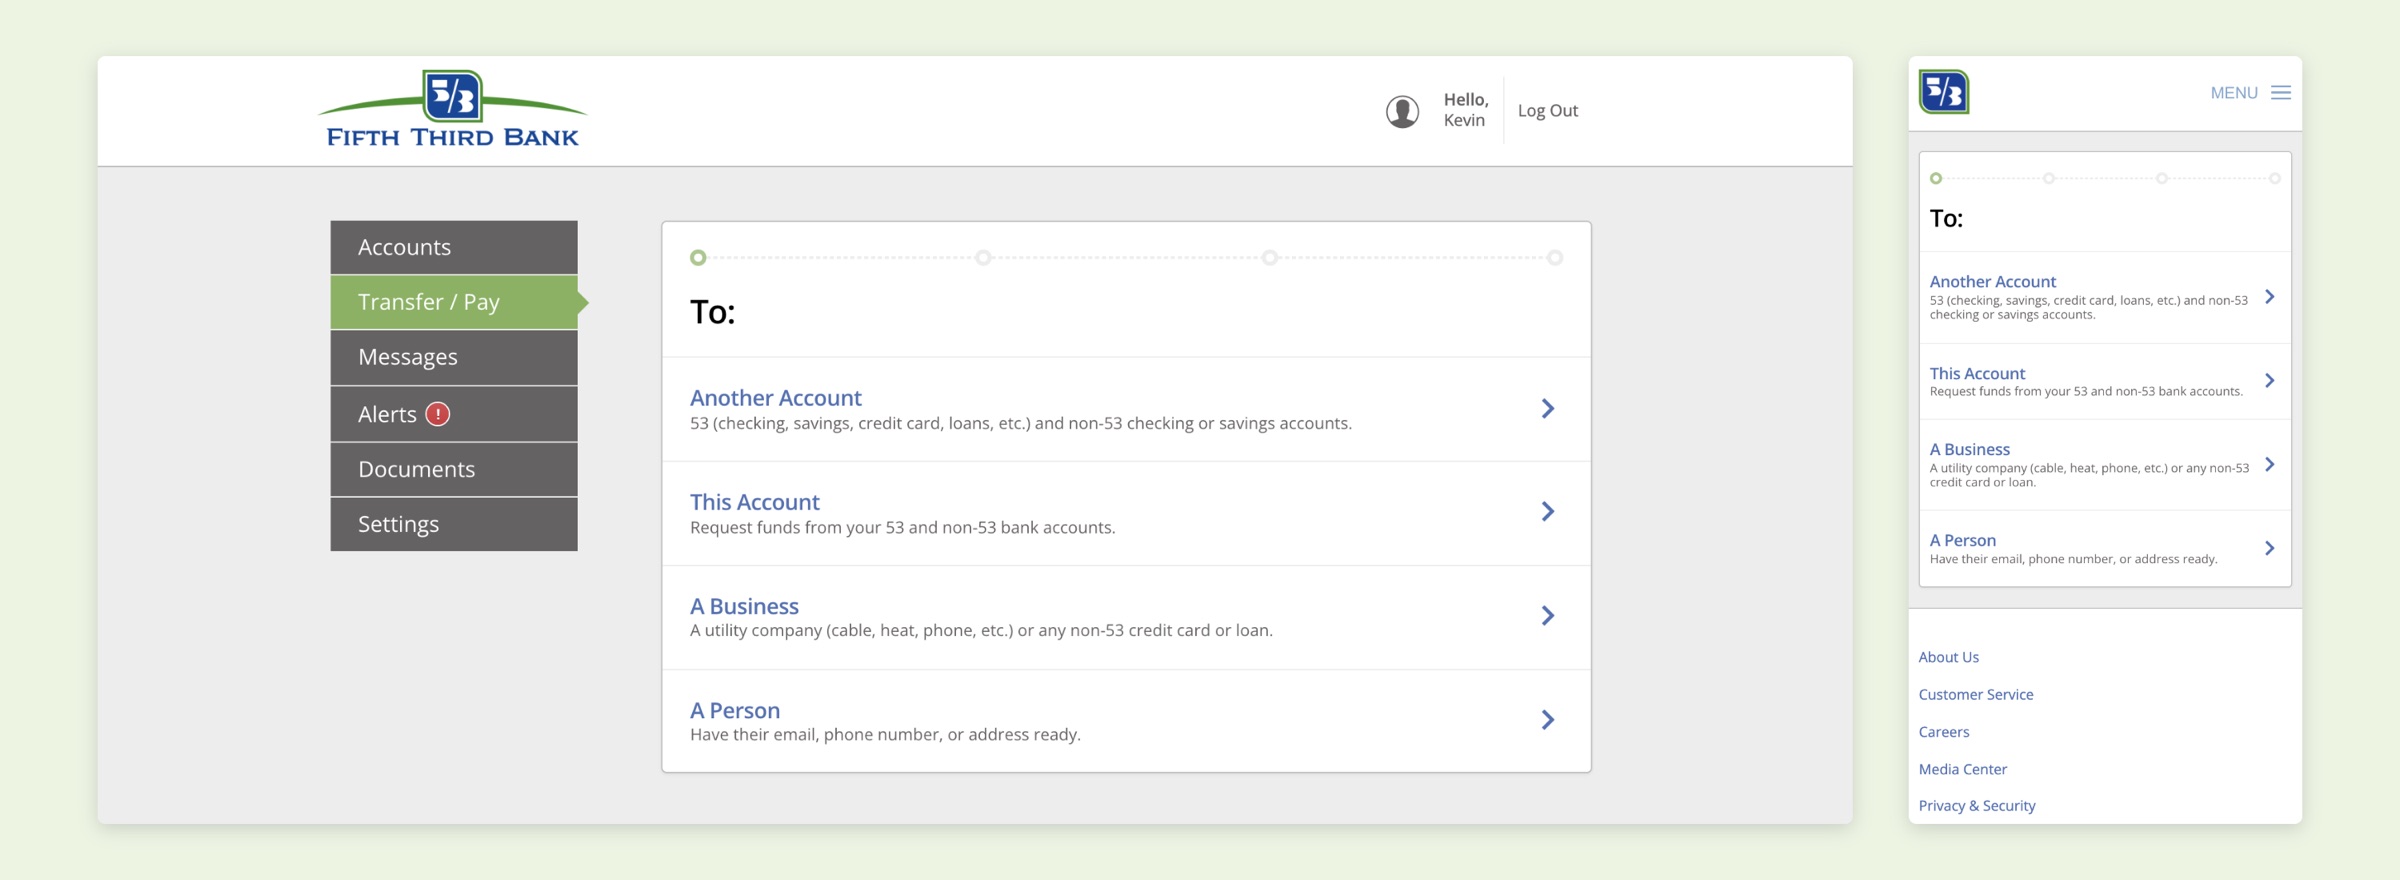 5/3
FIFTH THIRD BANK
Hello,
Kevin
Log Out
Accounts
Transfer / Pay
Messages
Alerts !
Documents
Settings
To:
Another Account
53 (checking, savings, credit card, loans, etc.) and non-53 checking or savings accounts.
This Account
Request funds from your 53 and non-53 bank accounts.
A Business
A utility company (cable, heat, phone, etc.) or any non-53 credit card or loan.
A Person
Have their email, phone number, or address ready.
5/3
MENU
To:
Another Account
53 (checking, savings, credit card, loans, etc.) and non-53
checking or savings accounts.
This Account
Request funds from your 53 and non-53 bank accounts.
A Business
A utility company (cable, heat, phone, etc.) or any non-53
credit card or loan.
A Person
Have their email, phone number, or address ready.
About Us
Customer Service
Careers
Media Center
Privacy & Security